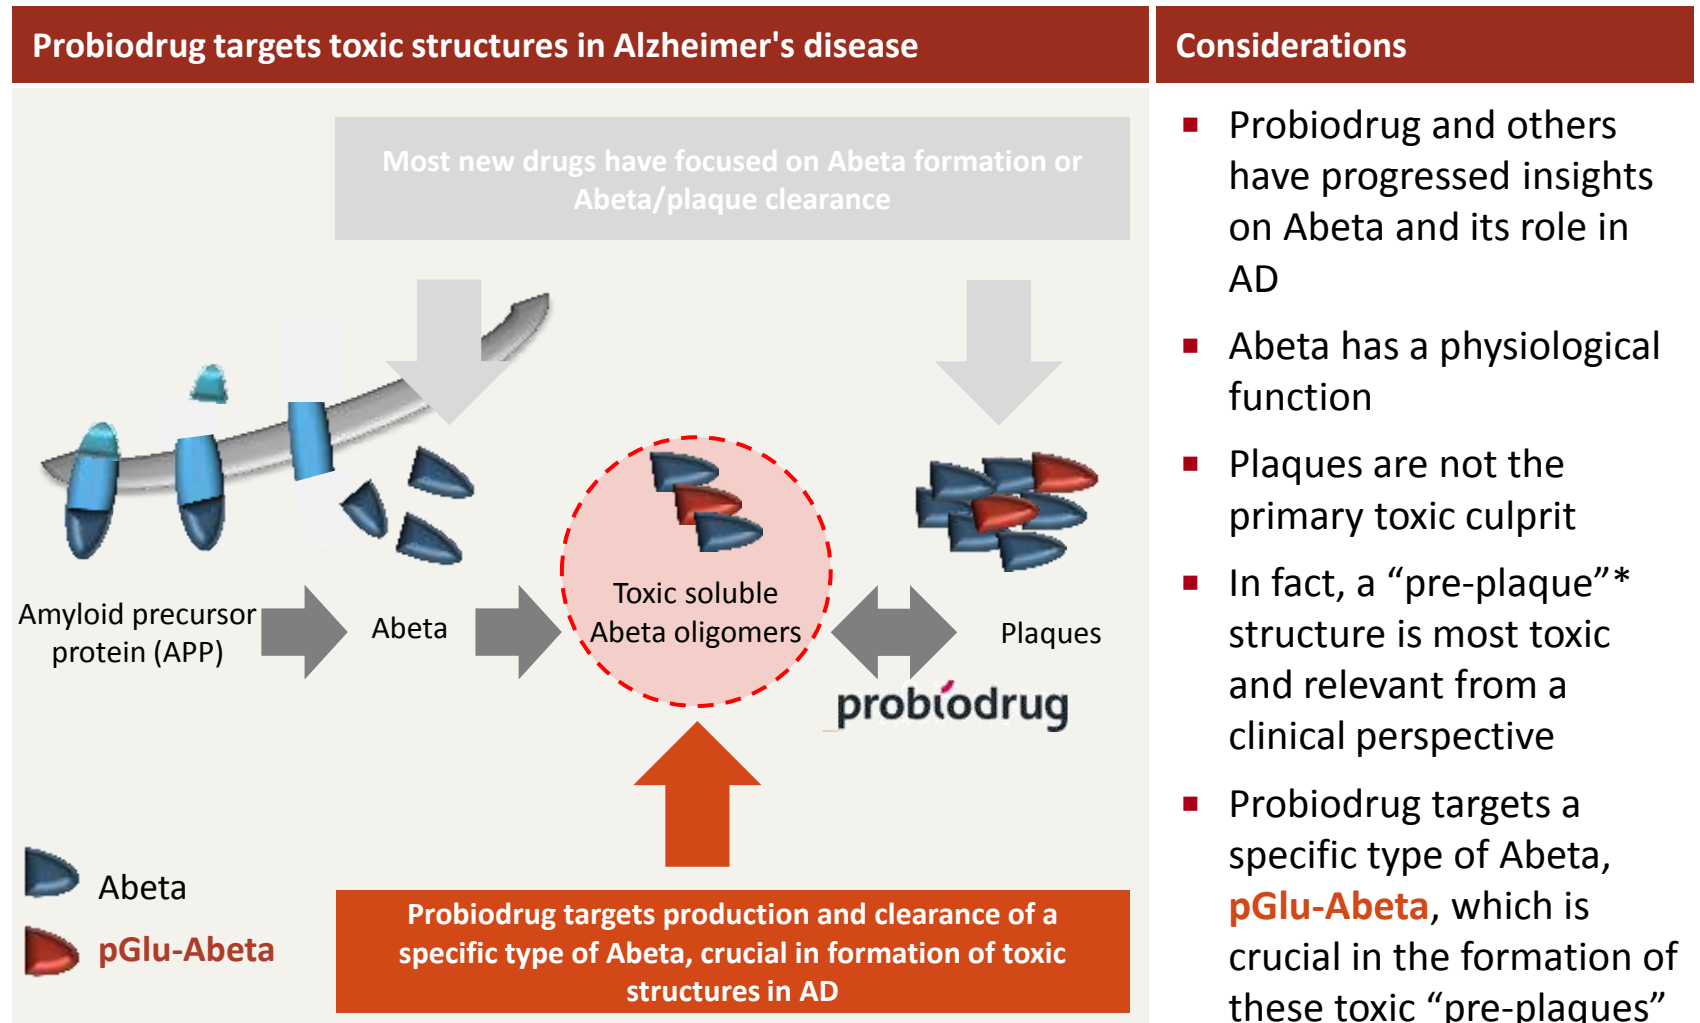 Probiodrug targets toxic structures in Alzheimer's disease
Most new drugs have focused on Abeta formation or
Abeta/plaque clearance
Amyloid precursor
protein (APP)
Abeta
Toxic soluble
Abeta oligomers
Plaques
probiodrug
Abeta
pGlu-Abeta
Probiodrug targets production and clearance of a
specific type of Abeta, crucial in formation of toxic
structures in AD
Considerations
▪ Probiodrug and others
have progressed insights
on Abeta and its role in
AD
▪ Abeta has a physiological
function
▪ Plaques are not the
primary toxic culprit
▪ In fact, a “pre-plaque”*
structure is most toxic
and relevant from a
clinical perspective
▪ Probiodrug targets a
specific type of Abeta,
pGlu-Abeta, which is
crucial in the formation of
these toxic “pre-plaques”